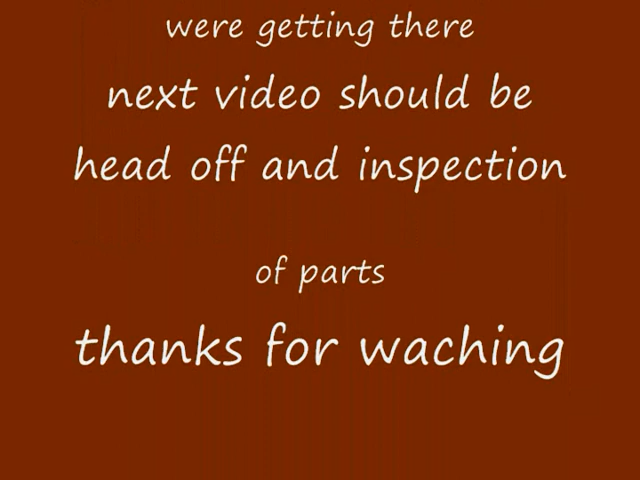 were getting there
next video should be
head off and inspection
of parts
thanks for waching